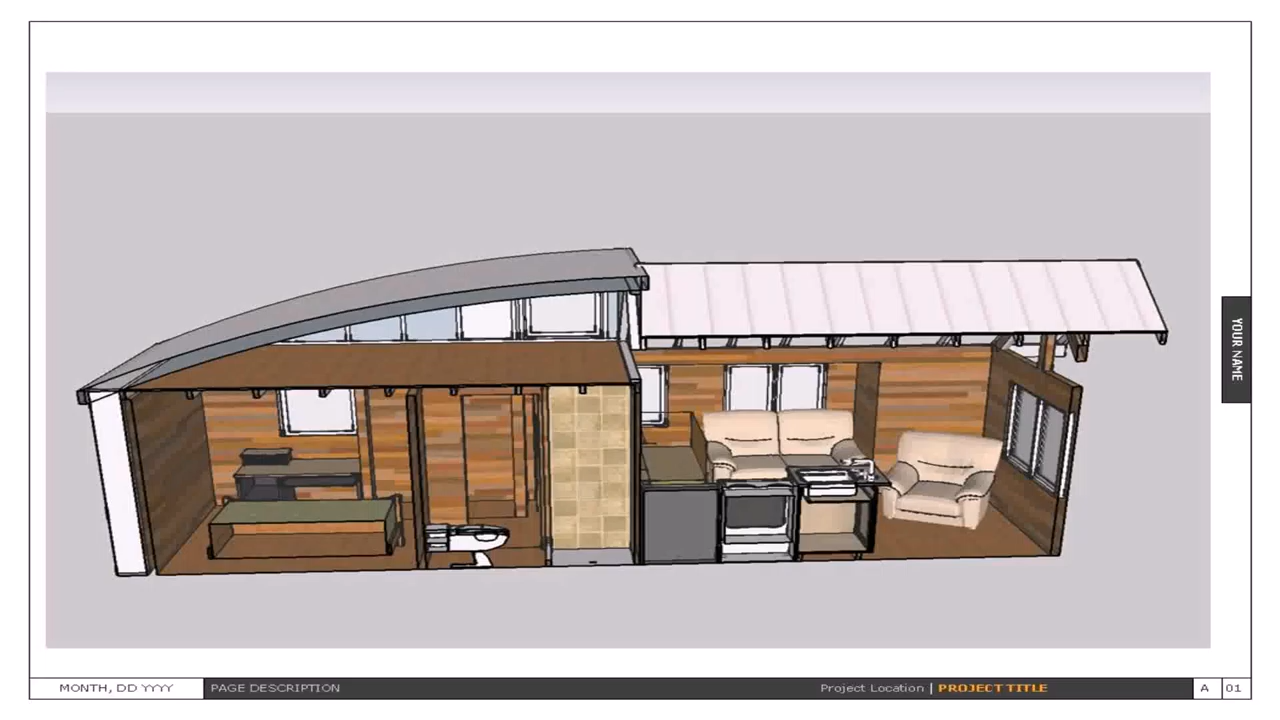 YOUR NAME
MONTH, DD YYYY
PAGE DESCRIPTION
Project Location | PROJECT TITLE
A 01